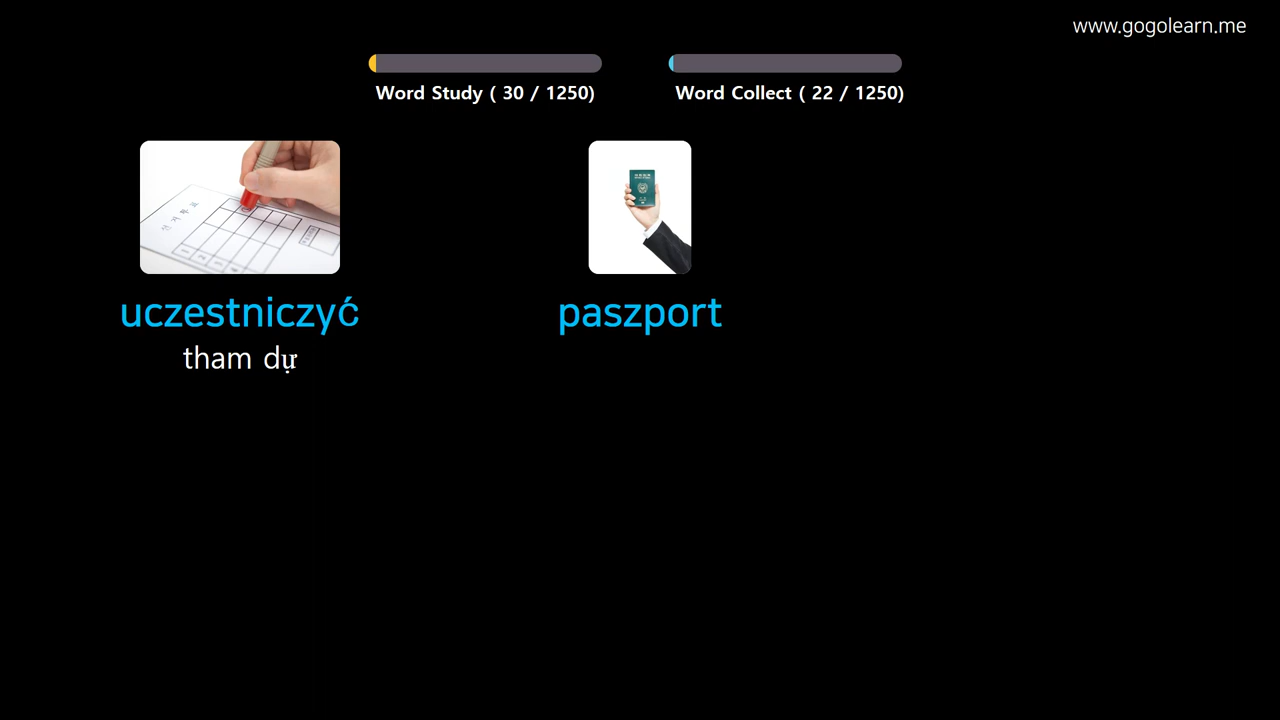 www.gogolearn.me
Word Study ( 30 / 1250)
Word Collect ( 22 / 1250)
uczestniczyć
tham dự
paszport